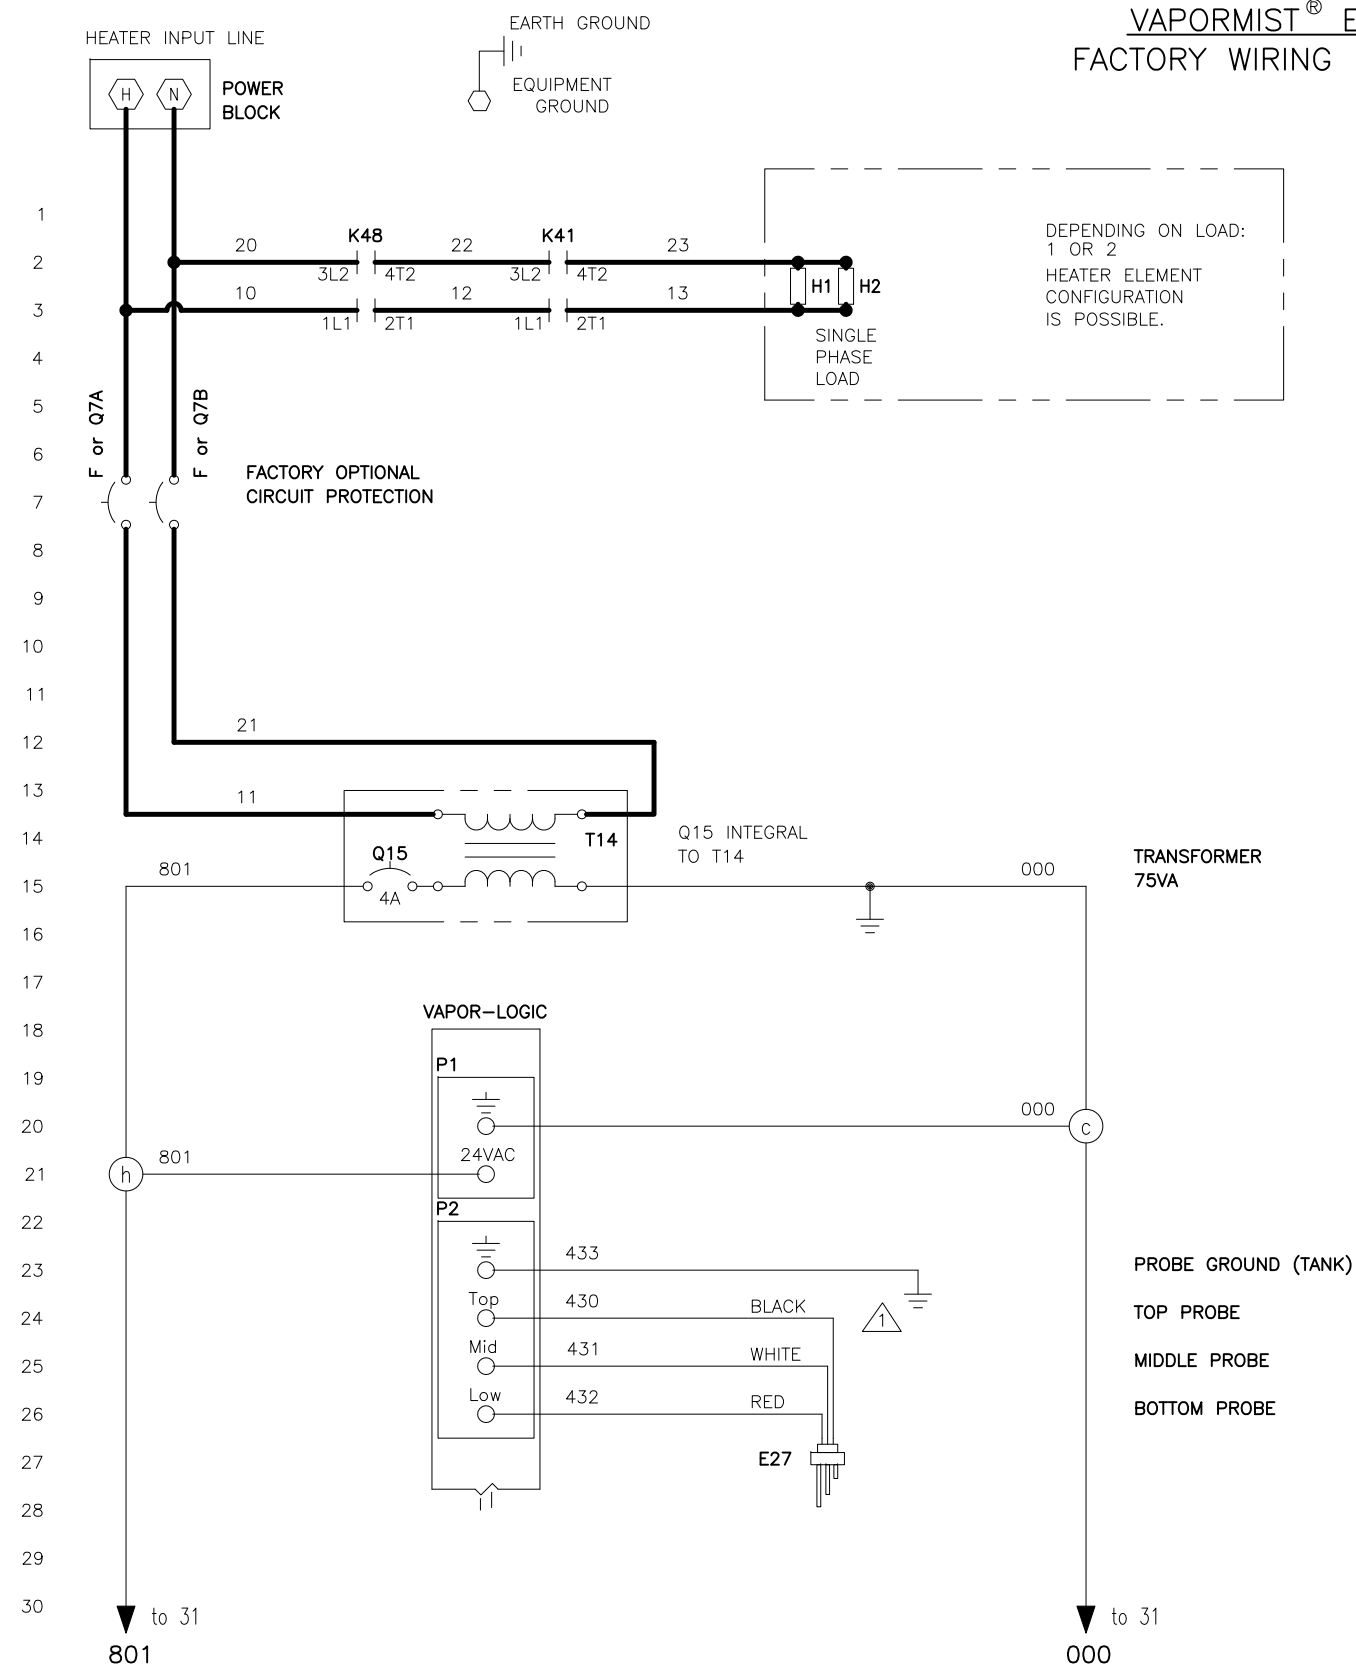 VAPORMIST® E
FACTORY WIRING
EARTH GROUND
HEATER INPUT LINE
EQUIPMENT
GROUND
H N
POWER
BLOCK
1
DEPENDING ON LOAD:
1 OR 2
HEATER ELEMENT
CONFIGURATION
IS POSSIBLE.
2
20 K48 22 K41 23
3L2 4T2 3L2 4T2
H1 H2
3
10 12 13
1L1 2T1 1L1 2T1
SINGLE
PHASE
LOAD
4
5
F or Q7A
F or Q7B
6
FACTORY OPTIONAL
CIRCUIT PROTECTION
7
8
9
10
11
12
21
13
11
14
T14
Q15 INTEGRAL
TO T14
Q15
4A
801
15
000
TRANSFORMER
75VA
16
17
VAPOR-LOGIC
18
P1
19
20
000
c
24VAC
801
21
h
P2
22
23
433
PROBE GROUND (TANK)
24
Top
430
BLACK
1
TOP PROBE
25
Mid
431
WHITE
MIDDLE PROBE
26
Low
432
RED
BOTTOM PROBE
27
E27
28
29
30
to 31
801
to 31
000